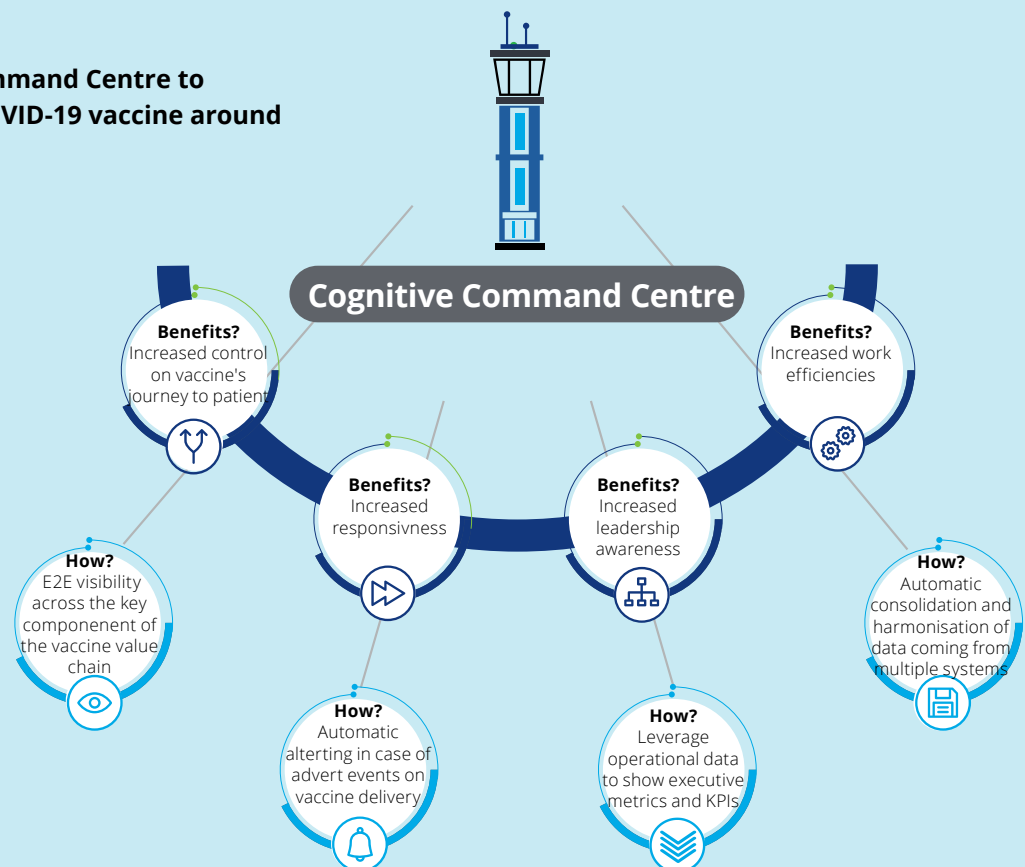 mmand Centre to
VID-19 vaccine around
Cognitive Command Centre
Benefits?
Increased control
on vaccine's
journey to patient
Benefits?
Increased
responsivness
Benefits?
Increased
leadership
awareness
Benefits?
Increased work
efficiencies
How?
E2E visibility
across the key
componenent of
the vaccine value
chain
How?
Automatic
alterting in case of
advert events on
vaccine delivery
How?
Leverage
operational data
to show executive
metrics and KPIs
How?
Automatic
consolidation and
harmonisation of
data coming from
multiple systems